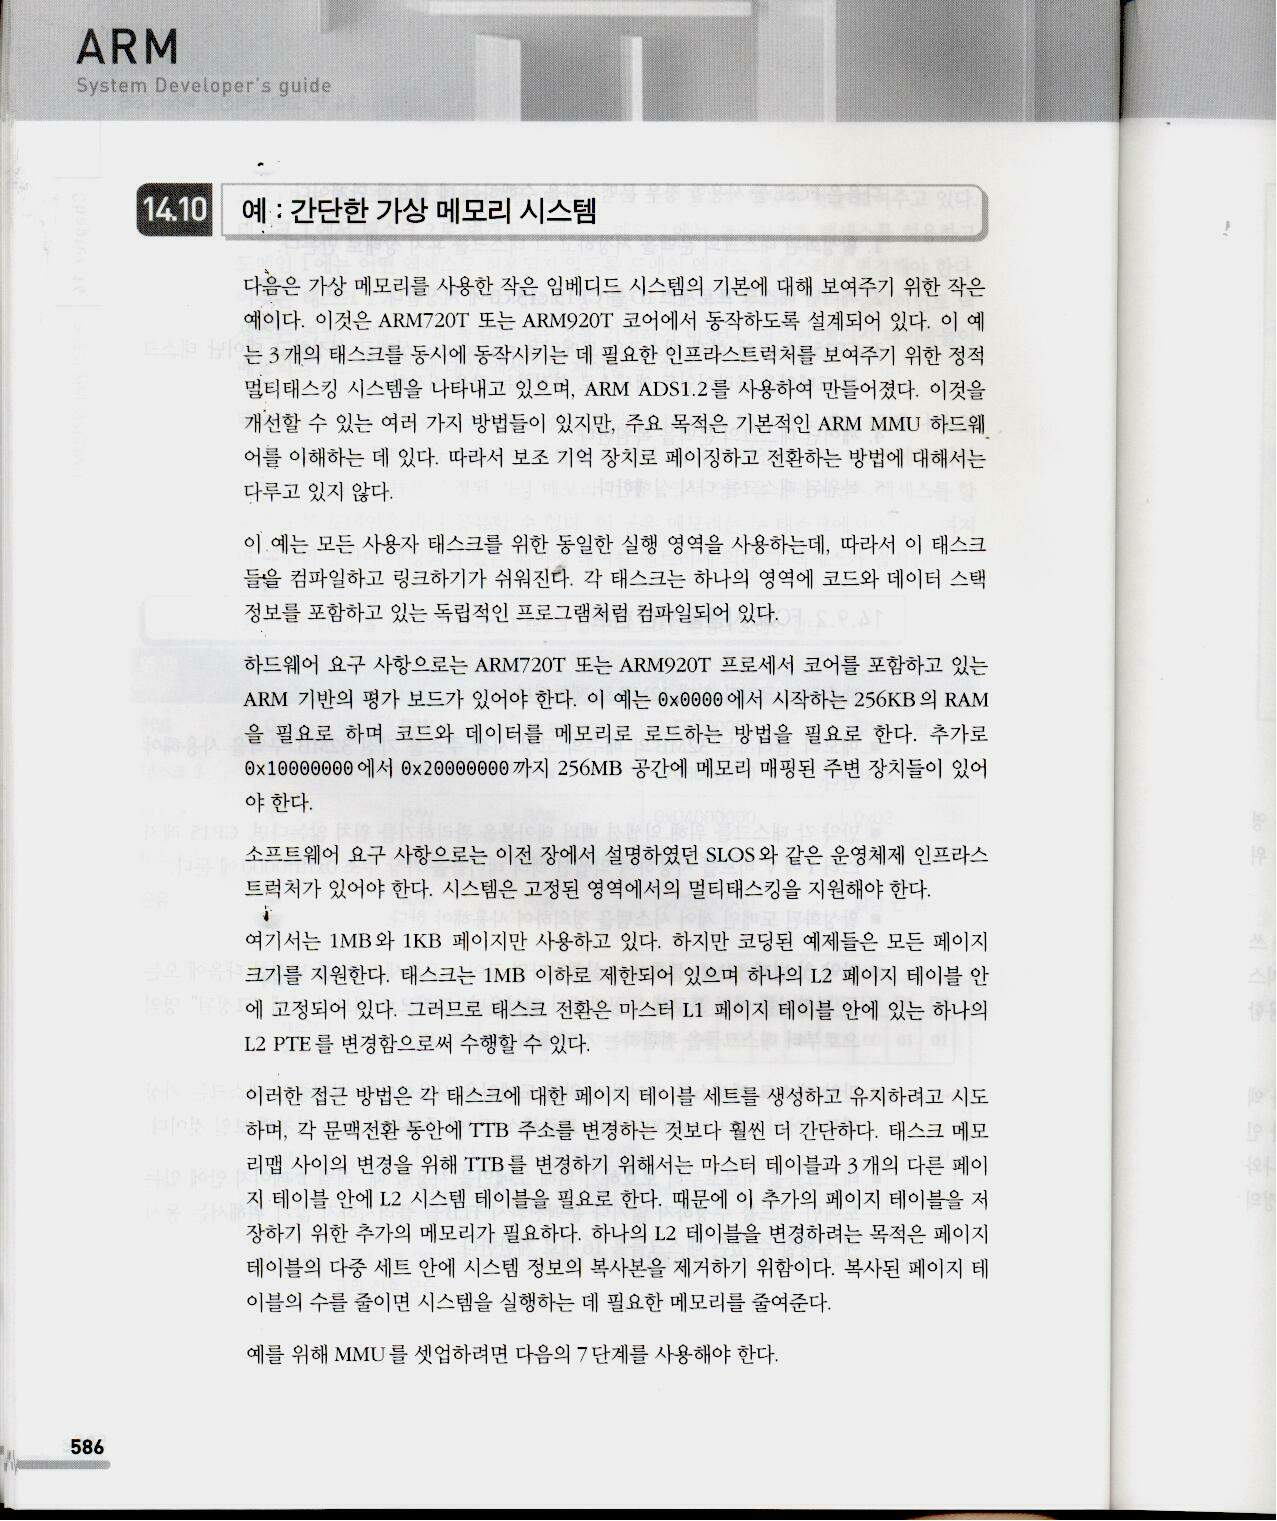 ARM
System Developer's guide
14.10 예 : 간단한 가상 메모리 시스템
다음은 가상 메모리를 사용한 작은 임베디드 시스템의 기본에 대해 보여주기 위한 작은
예이다. 이것은 ARM720T 또는 ARM920T 코어에서 동작하도록 설계되어 있다. 이 예
는 3개의 태스크를 동시에 동작시키는 데 필요한 인프라스트럭처를 보여주기 위한 정적
멀티태스킹 시스템을 나타내고 있으며, ARM ADS1.2를 사용하여 만들어졌다. 이것을
개선할 수 있는 여러 가지 방법들이 있지만, 주요 목적은 기본적인 ARM MMU 하드웨
어를 이해하는 데 있다. 따라서 보조 기억 장치로 페이징하고 전환하는 방법에 대해서는
다루고 있지 않다.
이 예는 모든 사용자 태스크를 위한 동일한 실행 영역을 사용하는데, 따라서 이 태스크
들을 컴파일하고 링크하기가 쉬워진다. 각 태스크는 하나의 영역에 코드와 데이터 스택
정보를 포함하고 있는 독립적인 프로그램처럼 컴파일되어 있다.
하드웨어 요구 사항으로는 ARM720T 또는 ARM920T 프로세서 코어를 포함하고 있는
ARM 기반의 평가 보드가 있어야 한다. 이 예는 0x0000에서 시작하는 256KB의 RAM
을 필요로 하며 코드와 데이터를 메모리로 로드하는 방법을 필요로 한다. 추가로
0x10000000에서 0x20000000까지 256MB 공간에 메모리 매핑된 주변 장치들이 있어
야 한다.
소프트웨어 요구 사항으로는 이전 장에서 설명하였던 SLOS와 같은 운영체제 인프라스
트럭처가 있어야 한다. 시스템은 고정된 영역에서의 멀티태스킹을 지원해야 한다.
여기서는 1MB와 1KB 페이지만 사용하고 있다. 하지만 코딩된 예제들은 모든 페이지
크기를 지원한다. 태스크는 1MB 이하로 제한되어 있으며 하나의 L2 페이지 테이블 안
에 고정되어 있다. 그러므로 태스크 전환은 마스터 L1 페이지 테이블 안에 있는 하나의
L2 PTE를 변경함으로써 수행할 수 있다.
이러한 접근 방법은 각 태스크에 대한 페이지 테이블 세트를 생성하고 유지하려고 시도
하며, 각 문맥전환 동안에 TTB 주소를 변경하는 것보다 훨씬 더 간단하다. 태스크 메모
리맵 사이의 변경을 위해 TTB를 변경하기 위해서는 마스터 테이블과 3개의 다른 페이
지 테이블 안에 L2 시스템 테이블을 필요로 한다. 때문에 이 추가의 페이지 테이블을 저
장하기 위한 추가의 메모리가 필요하다. 하나의 L2 테이블을 변경하려는 목적은 페이지
테이블의 다중 세트 안에 시스템 정보의 복사본을 제거하기 위함이다. 복사된 페이지 테
이블의 수를 줄이면 시스템을 실행하는 데 필요한 메모리를 줄여준다.
예를 위해 MMU를 셋업하려면 다음의 7단계를 사용해야 한다.
586